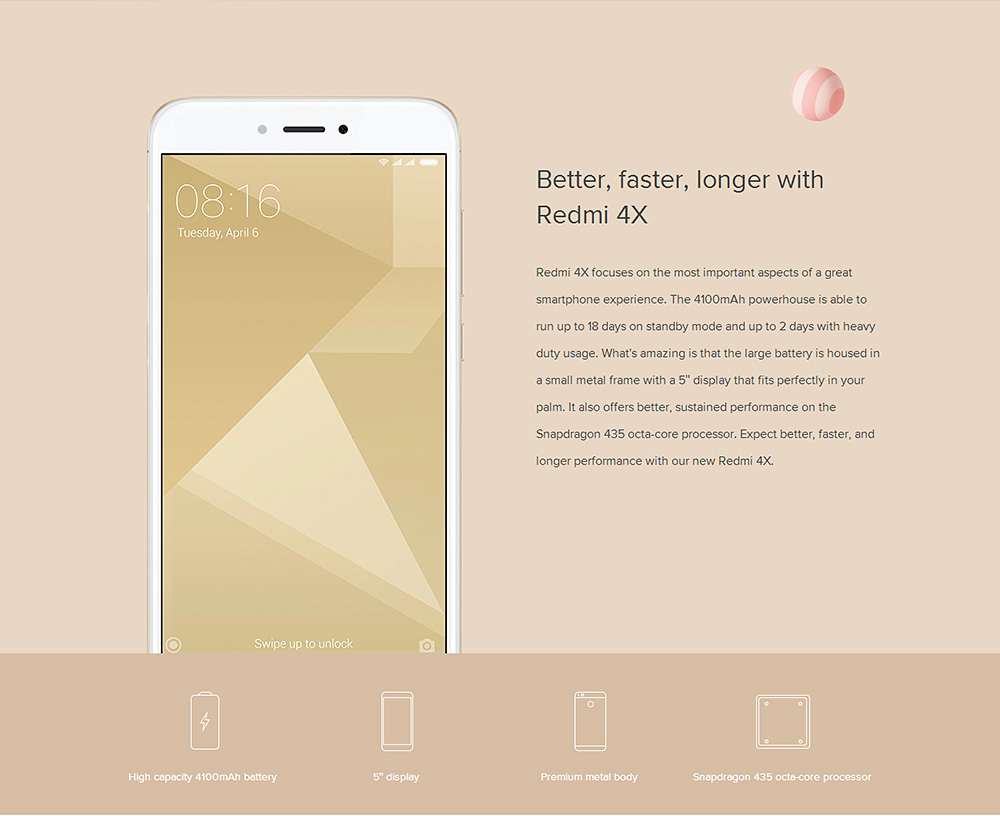 08:16
Tuesday, April 6
Swipe up to unlock
Better, faster, longer with
Redmi 4X
Redmi 4X focuses on the most important aspects of a great
smartphone experience. The 4100mAh powerhouse is able to
run up to 18 days on standby mode and up to 2 days with heavy
duty usage. What's amazing is that the large battery is housed in
a small metal frame with a 5" display that fits perfectly in your
palm. It also offers better, sustained performance on the
Snapdragon 435 octa-core processor. Expect better, faster, and
longer performance with our new Redmi 4X.
High capacity 4100mAh battery
5" display
Premium metal body
Snapdragon 435 octa-core processor